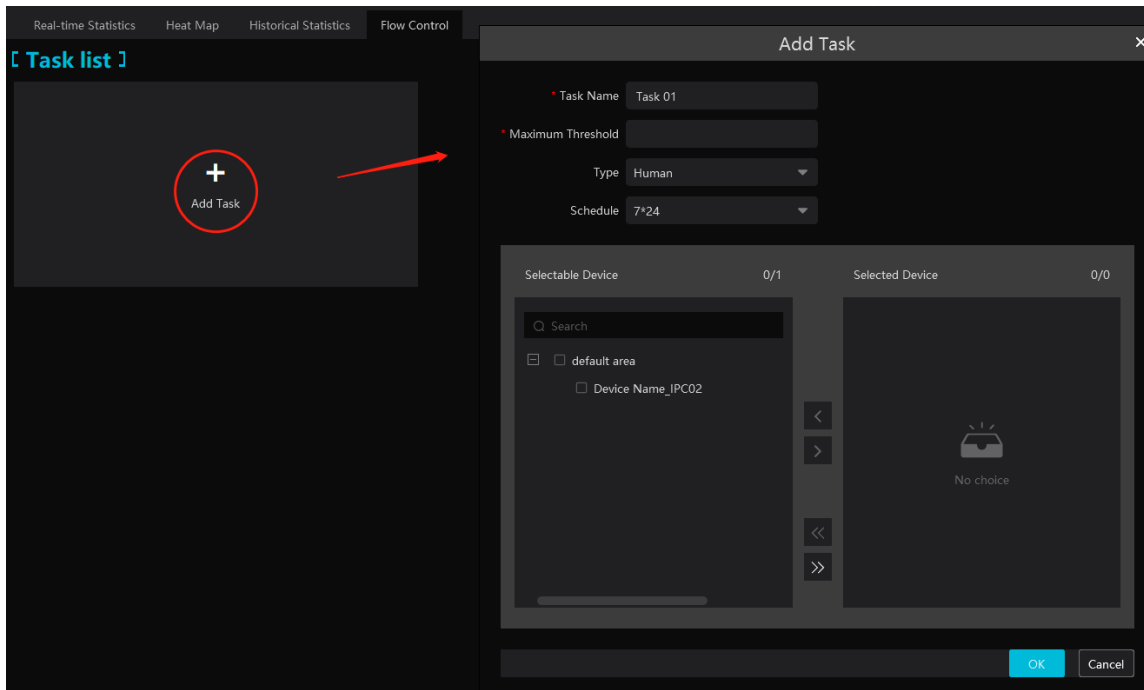 Real-time Statistics Heat Map Historical Statistics Flow Control
[ Task list ]
+
Add Task
Add Task
* Task Name Task 01
* Maximum Threshold
Type Human
Schedule 7*24
Selectable Device 0/1
Search
default area
Device Name_IPC02
Selected Device 0/0
No choice
OK Cancel